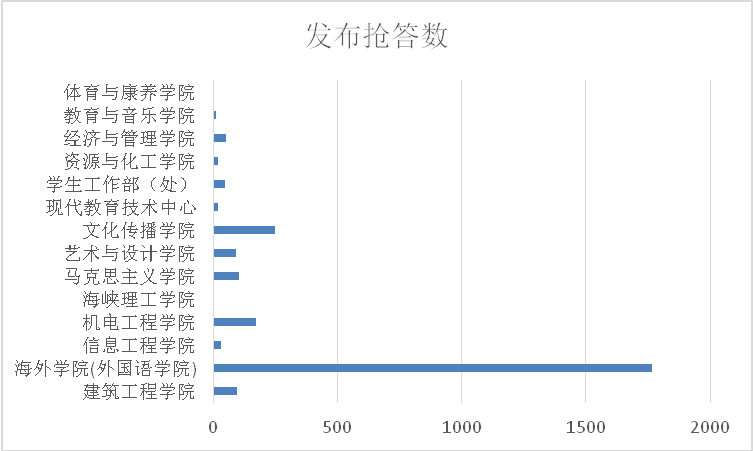 发布抢答数
体育与康养学院
教育与音乐学院
经济与管理学院
资源与化工学院
学生工作部（处）
现代教育技术中心
文化传播学院
艺术与设计学院
马克思主义学院
海峡理工学院
机电工程学院
信息工程学院
海外学院(外国语学院)
建筑工程学院
0 500 1000 1500 2000